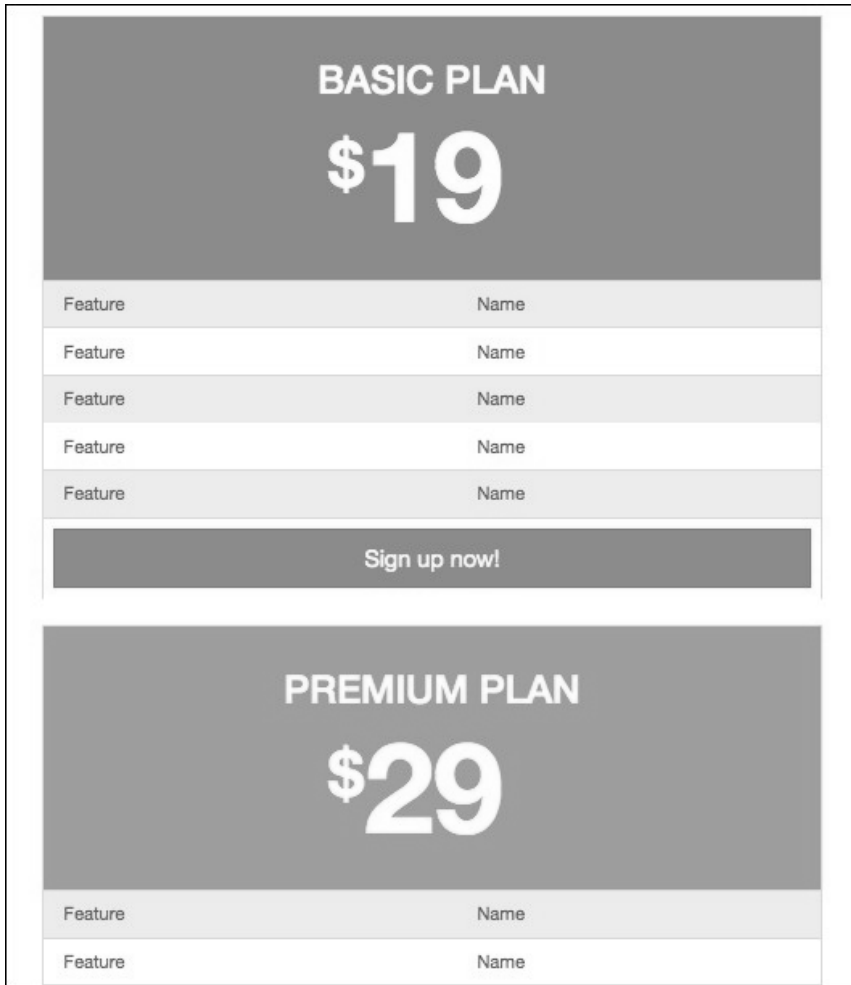 BASIC PLAN
$19
Feature Name
Feature Name
Feature Name
Feature Name
Feature Name
Sign up now!
PREMIUM PLAN
$29
Feature Name
Feature Name